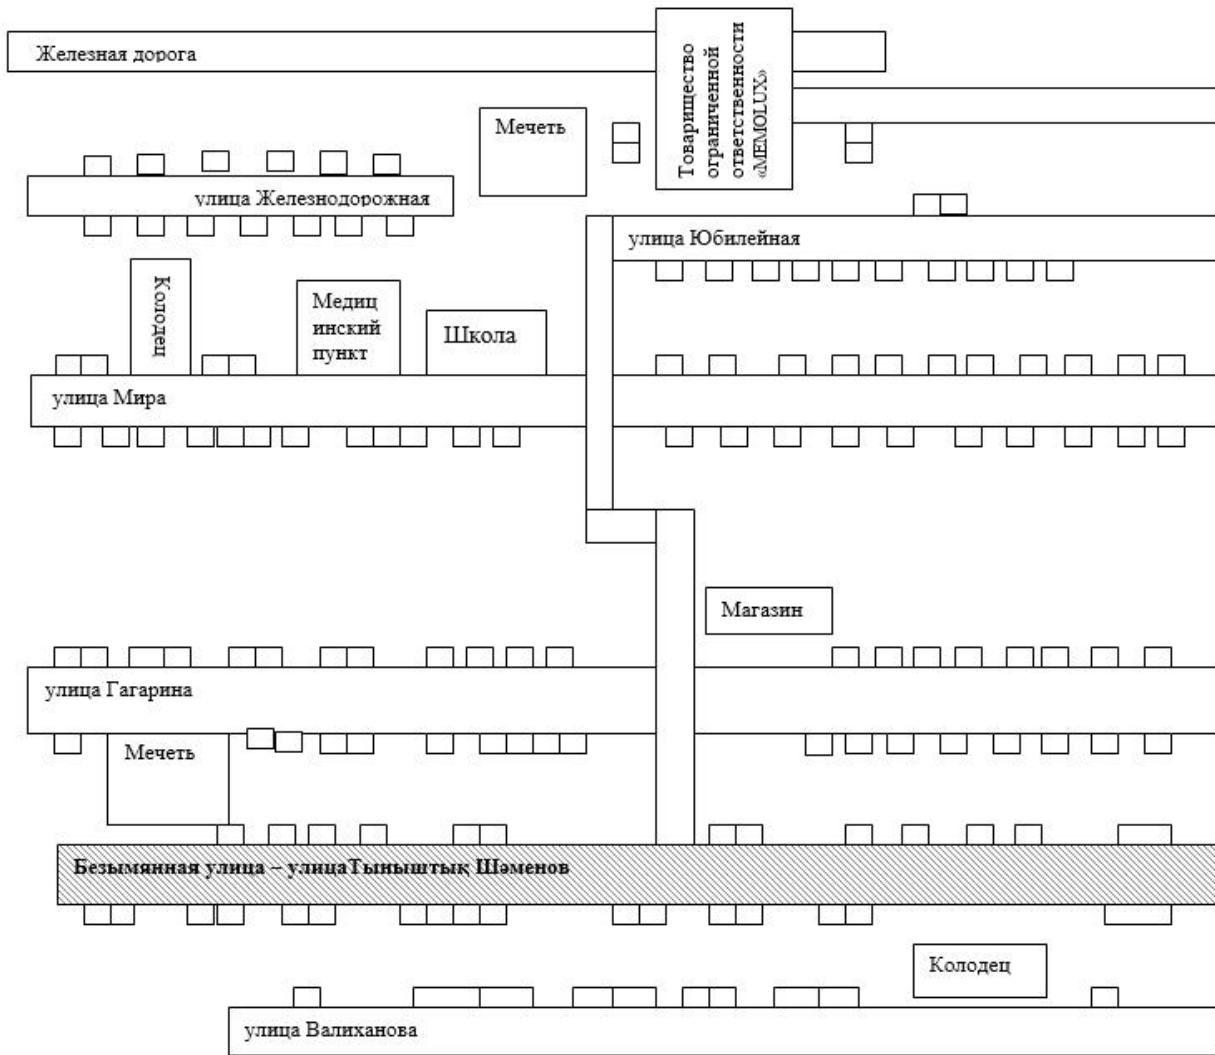 Железная дорога
Товарищество
ограниченной
ответственности
«MEMOLUX»
Мечеть
улица Железнодорожная
улица Юбилейная
Колодец
Медиц
инский
пункт
Школа
улица Мира
Магазин
улица Гагарина
Мечеть
Безымянная улица – улицаТыныштық Шәменов
Колодец
улица Валиханова